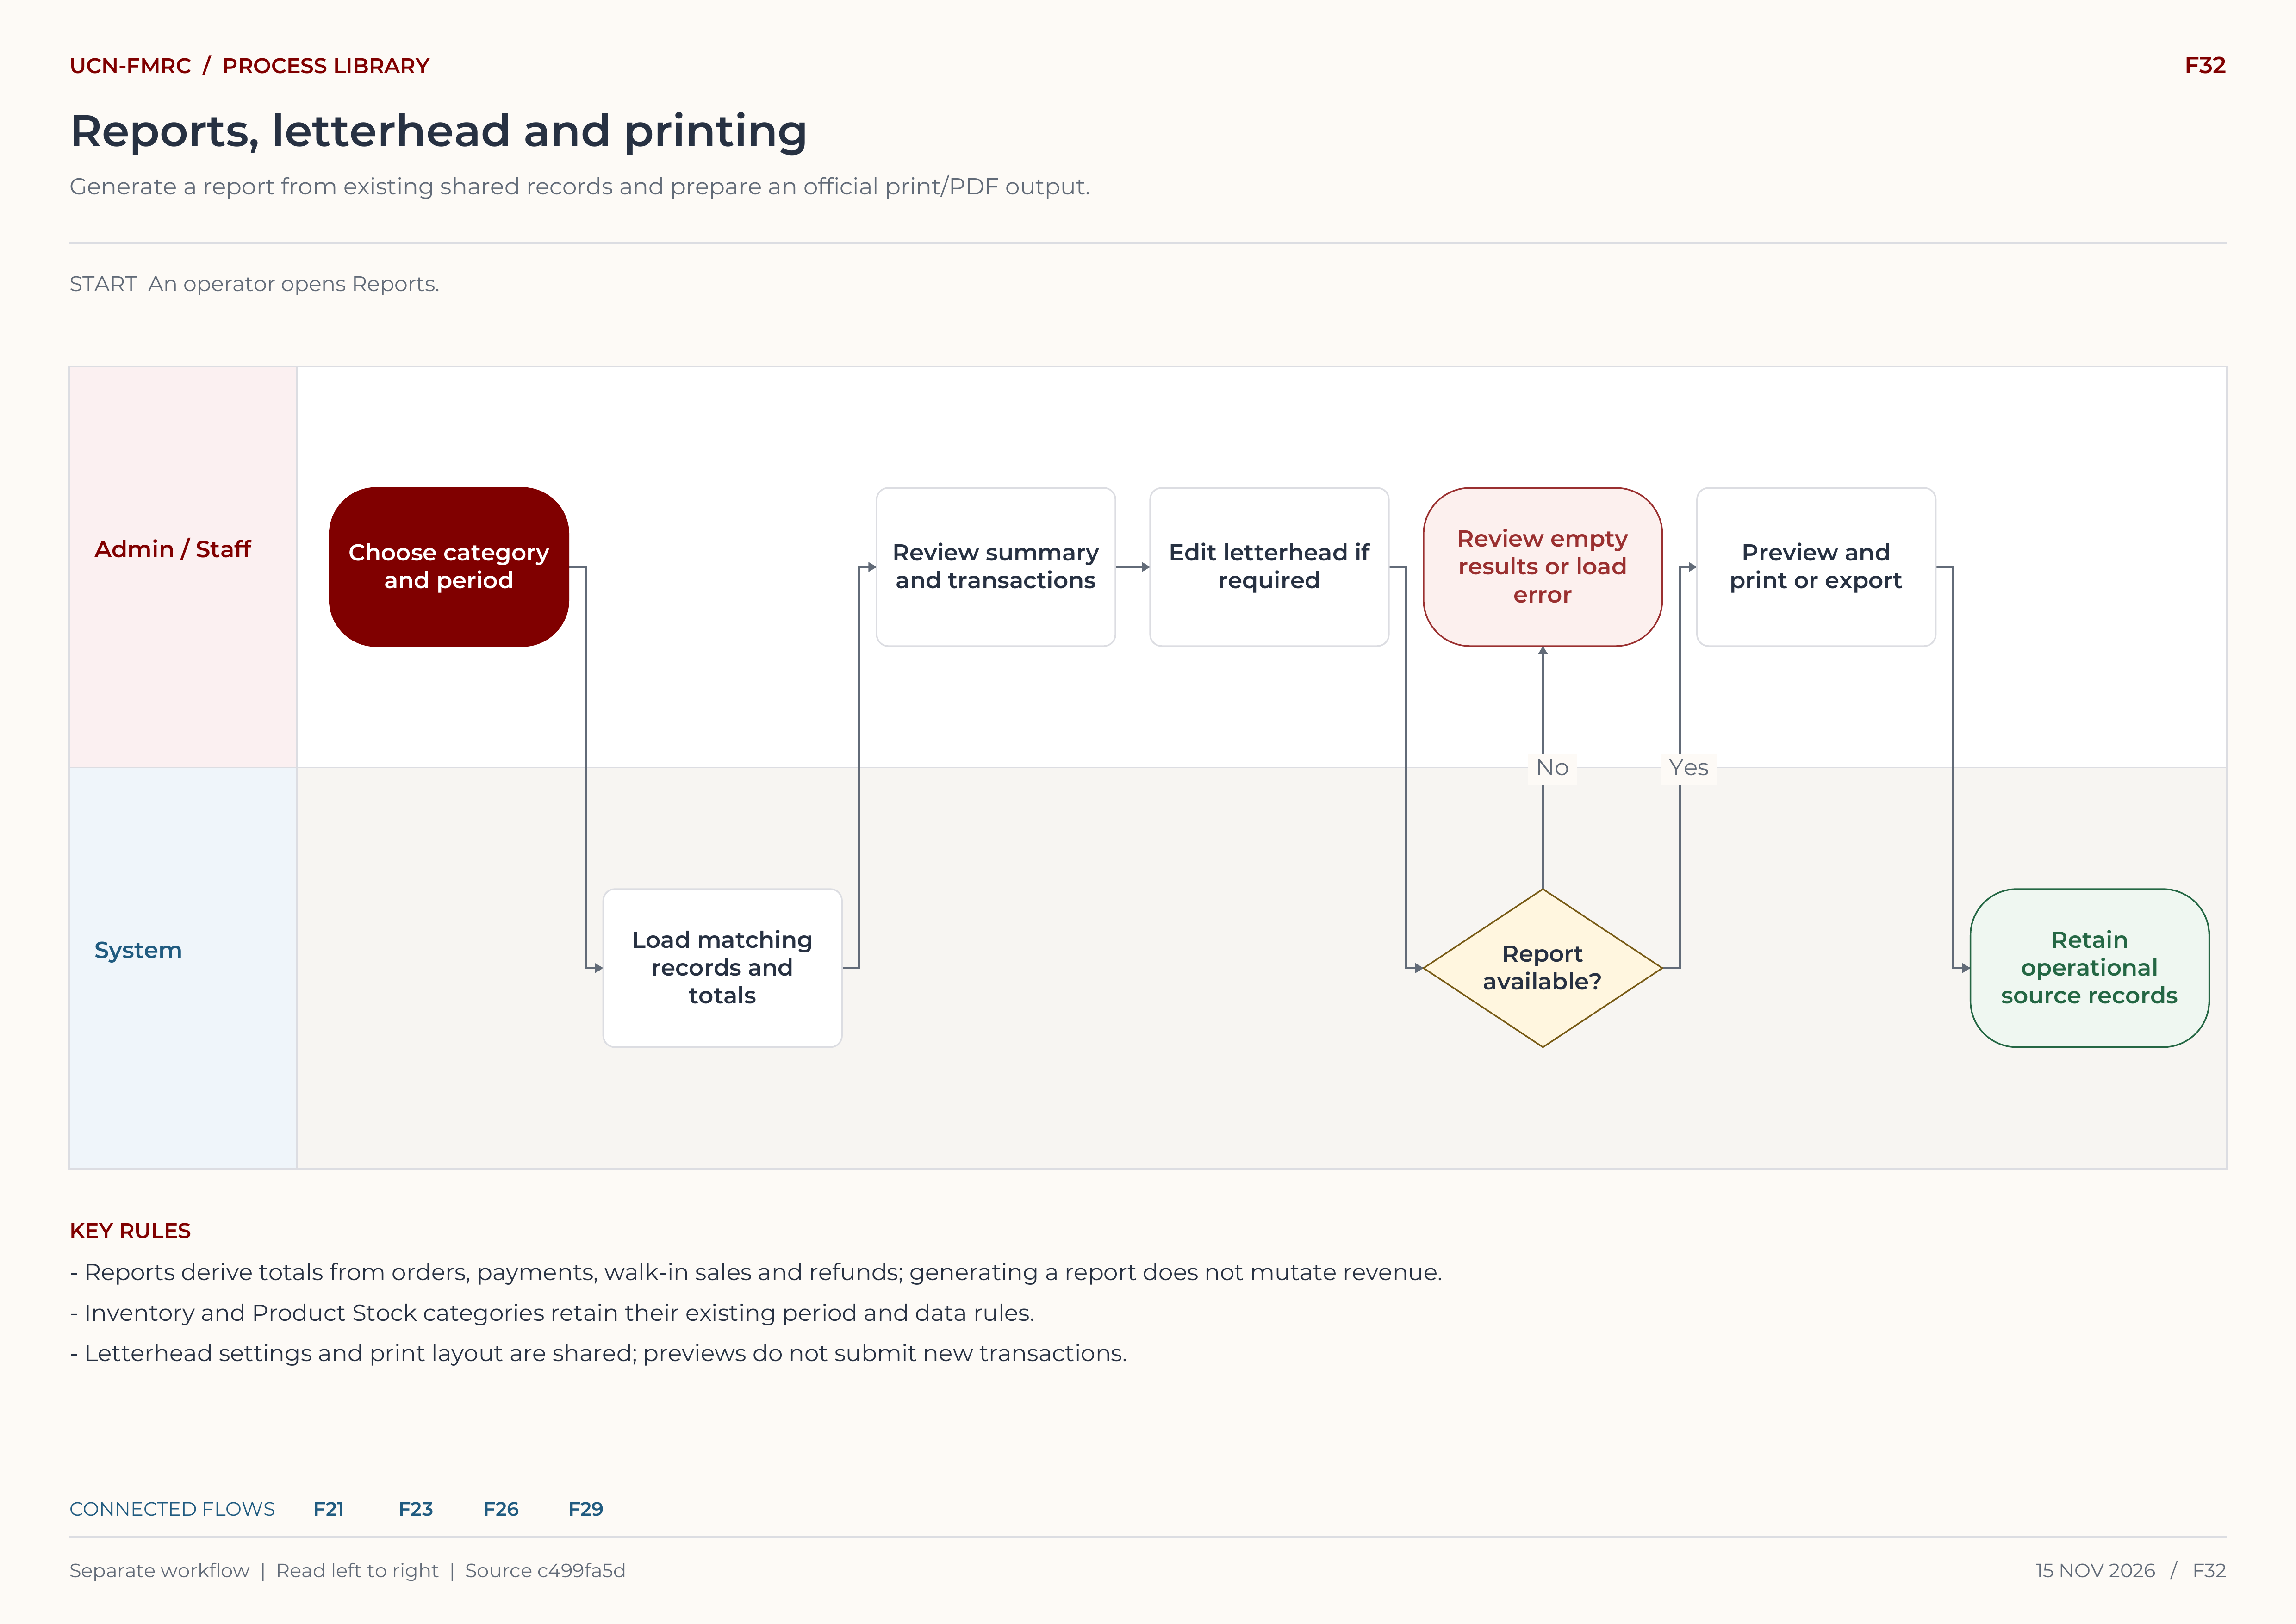 UCN-FMRC / PROCESS LIBRARY
F32
Reports, letterhead and printing
Generate a report from existing shared records and prepare an official print/PDF output.
START An operator opens Reports.
Admin / Staff
Choose category
and period
Review summary
and transactions
Edit letterhead if
required
Review empty
results or load
error
Preview and
print or export
No
Yes
System
Load matching
records and
totals
Report
available?
Retain
operational
source records
KEY RULES
- Reports derive totals from orders, payments, walk-in sales and refunds; generating a report does not mutate revenue.
- Inventory and Product Stock categories retain their existing period and data rules.
- Letterhead settings and print layout are shared; previews do not submit new transactions.
CONNECTED FLOWS F21 F23 F26 F29
Separate workflow | Read left to right | Source c499fa5d
15 NOV 2026 / F32